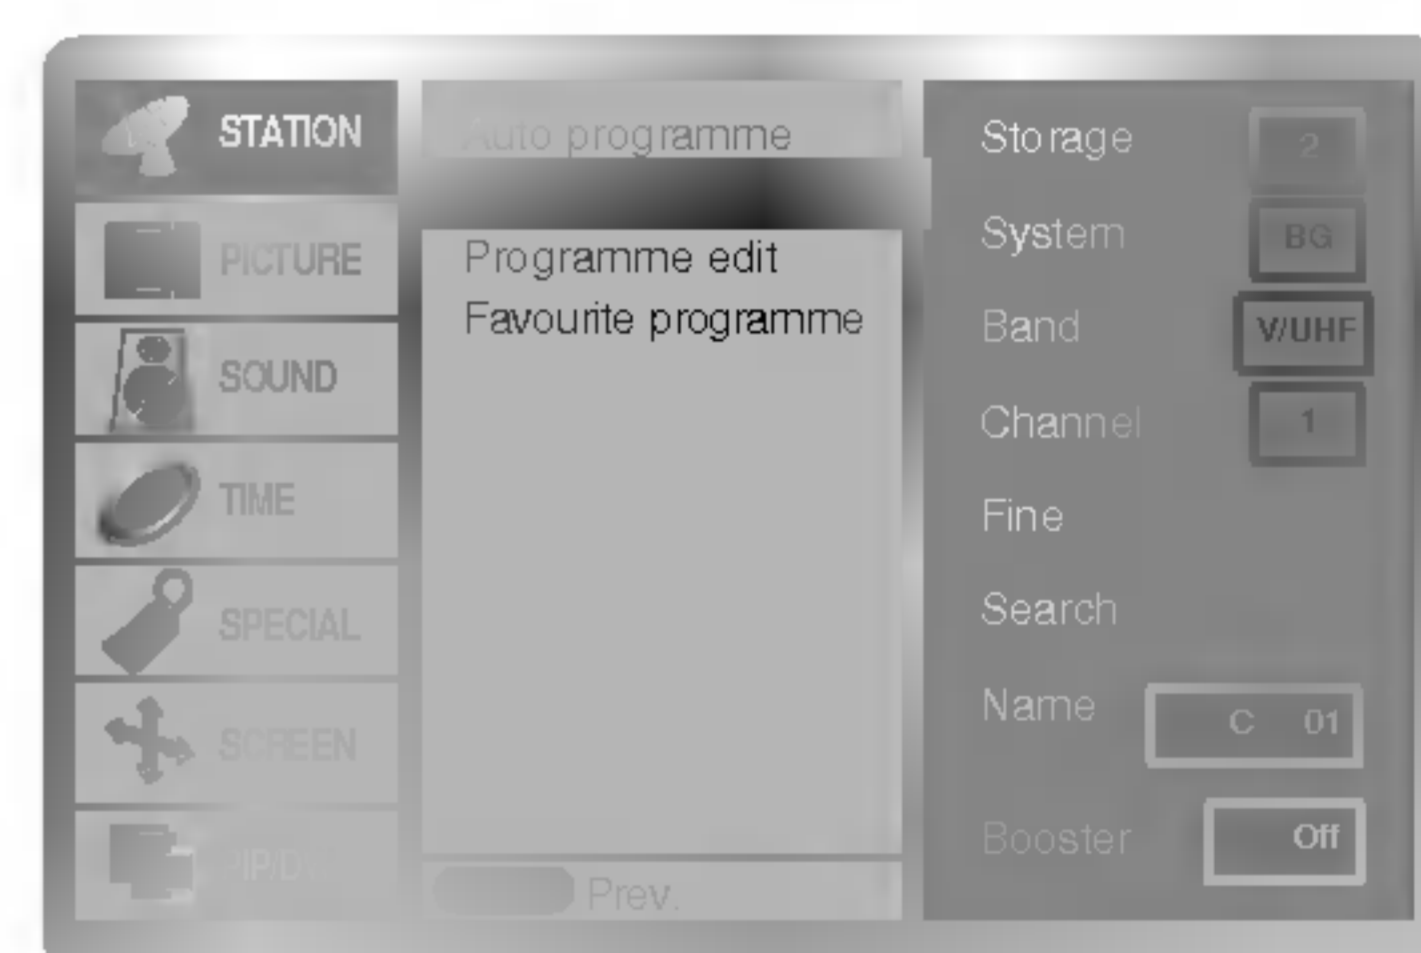 STATION
PICTURE
SOUND
TIME
SPECIAL
SCREEN
Auto programme
Programme edit
Favourite programme
Prev.
Storage 2
System BG
Band V/UHF
Channel 1
Fine
Search
Name C 01
Booster Off